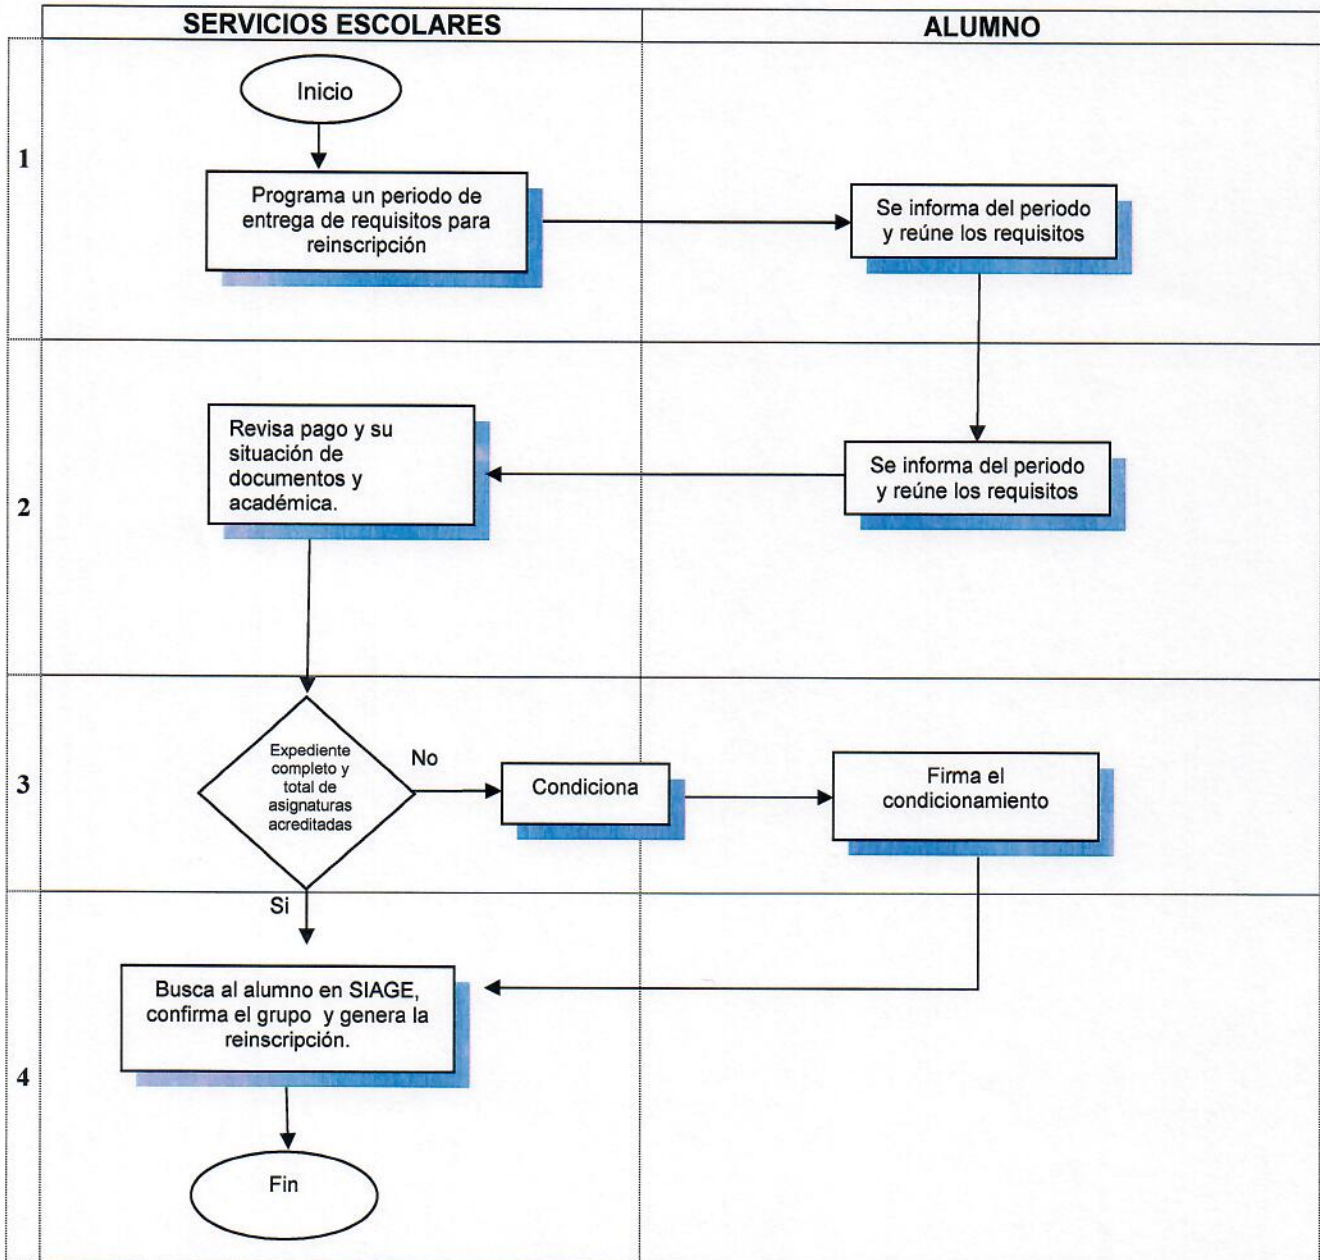 SERVICIOS ESCOLARES
ALUMNO
1
Inicio
Programa un periodo de
entrega de requisitos para
reinscripción
Se informa del periodo
y reúne los requisitos
2
Revisa pago y su
situación de
documentos y
académica.
Se informa del periodo
y reúne los requisitos
3
Expediente
completo y
total de
asignaturas
acreditadas
No
Condiciona
Firma el
condicionamiento
Si
4
Busca al alumno en SIAGE,
confirma el grupo y genera la
reinscripción.
Fin